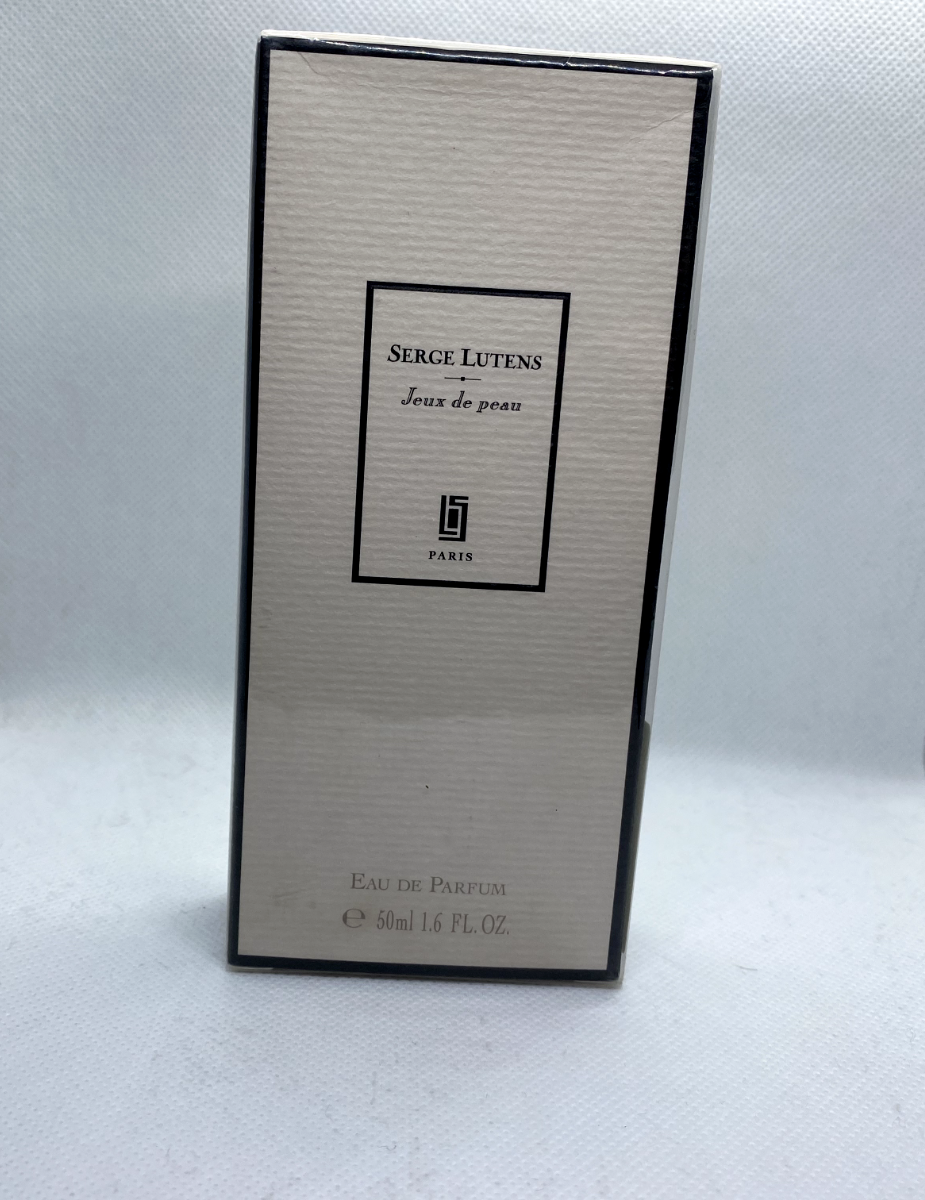 SERGE LUTENS
Jeux de peau
PARIS
EAU DE PARFUM
℮ 50ml 1.6 FL. OZ.